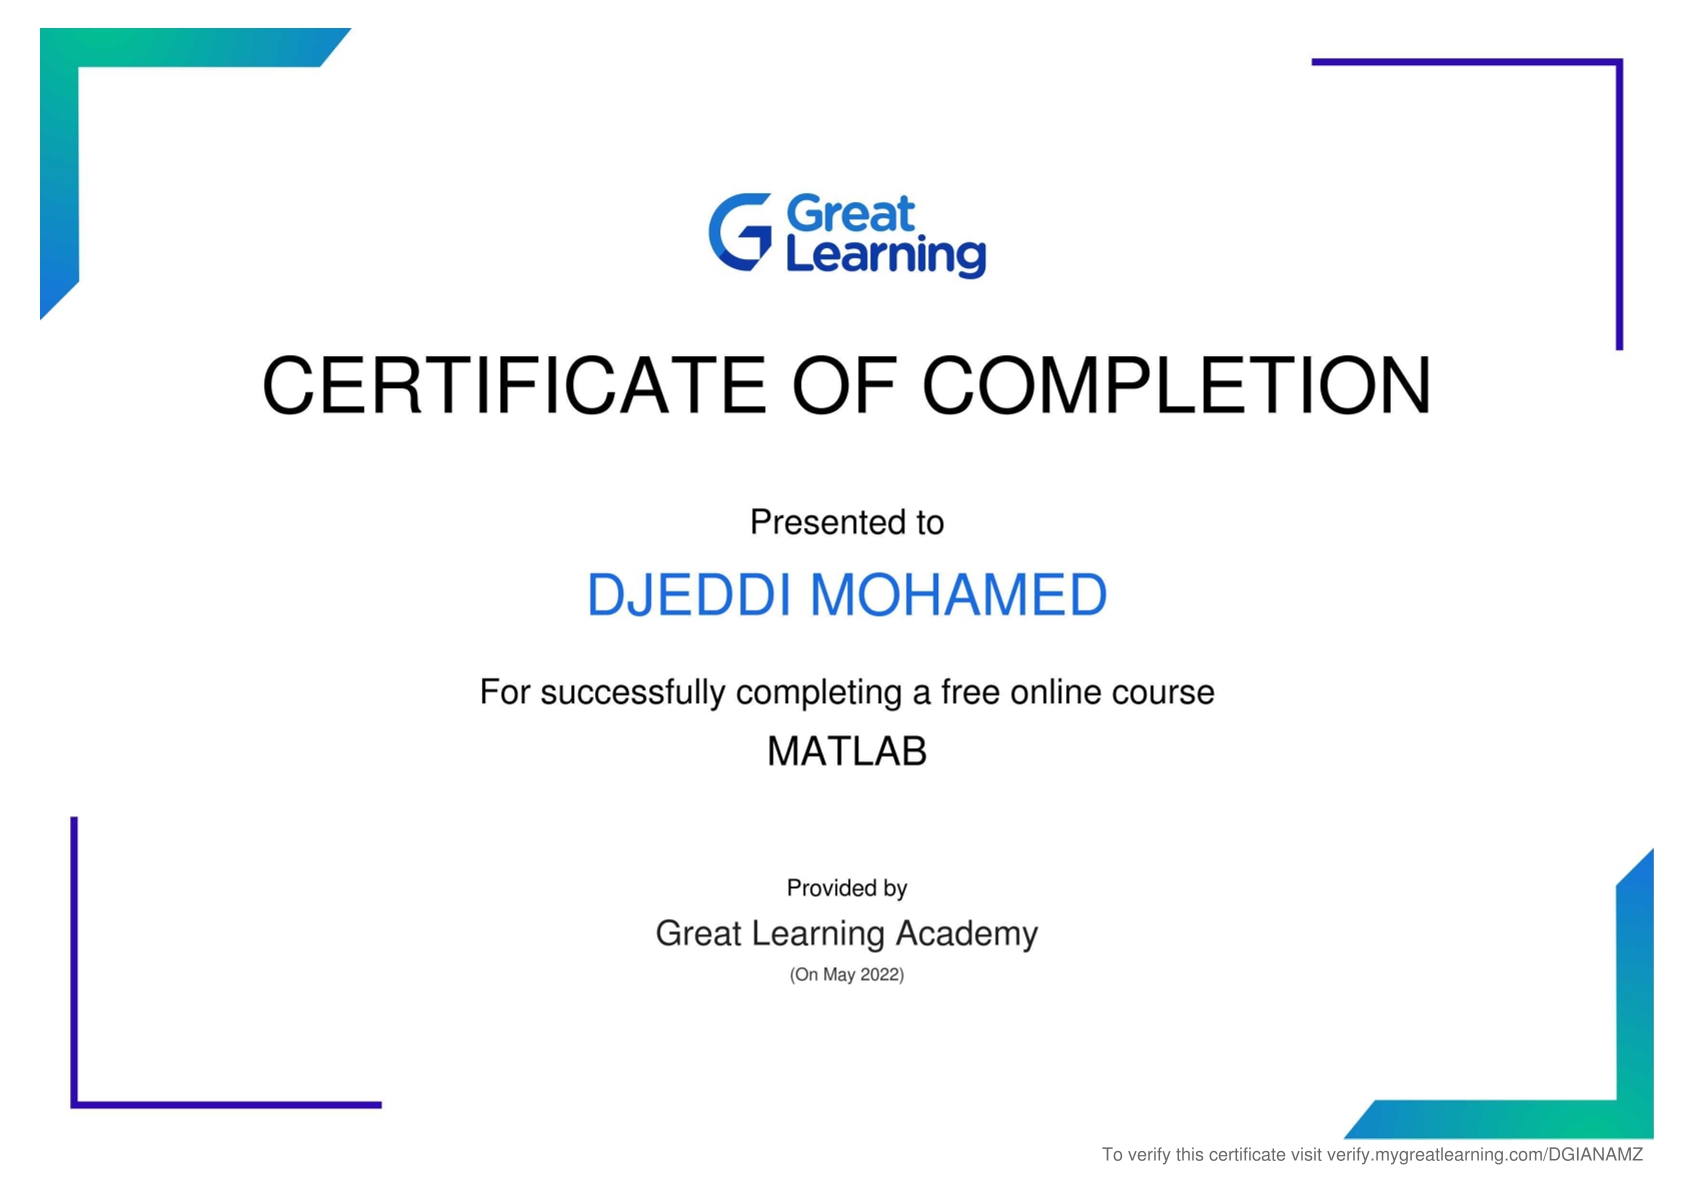 Great
Learning
CERTIFICATE OF COMPLETION
Presented to
DJEDDI MOHAMED
For successfully completing a free online course
MATLAB
Provided by
Great Learning Academy
(On May 2022)
To verify this certificate visit verify.mygreatlearning.com/DGIANAMZ